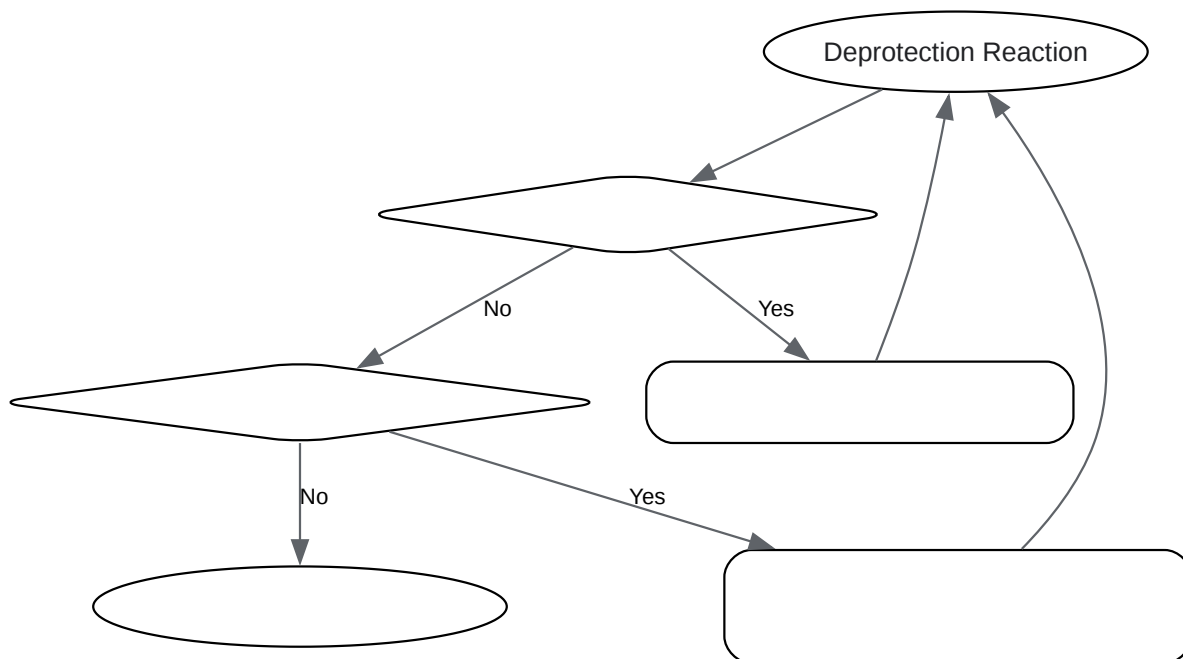 Deprotection Reaction
No
Yes
No
Yes